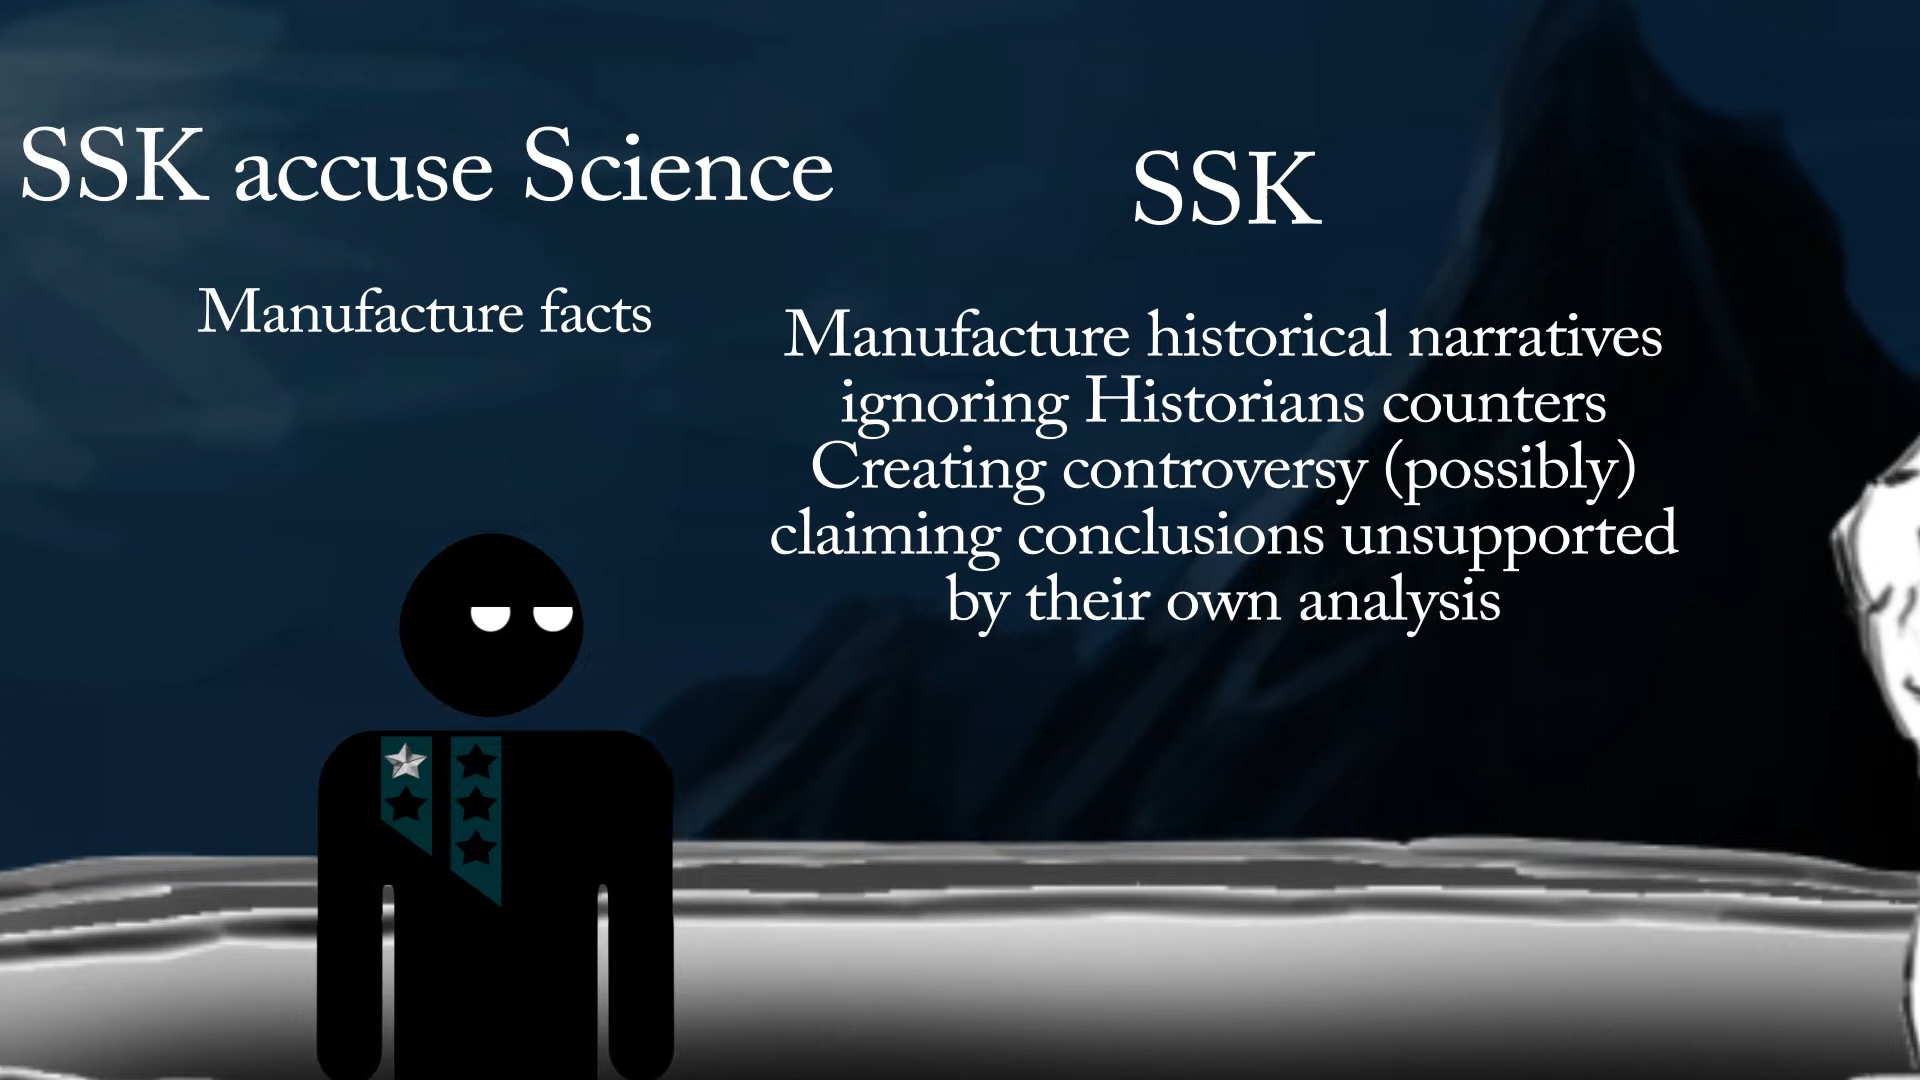 SSK accuse Science
Manufacture facts
SSK
Manufacture historical narratives
ignoring Historians counters
Creating controversy (possibly)
claiming conclusions unsupported
by their own analysis